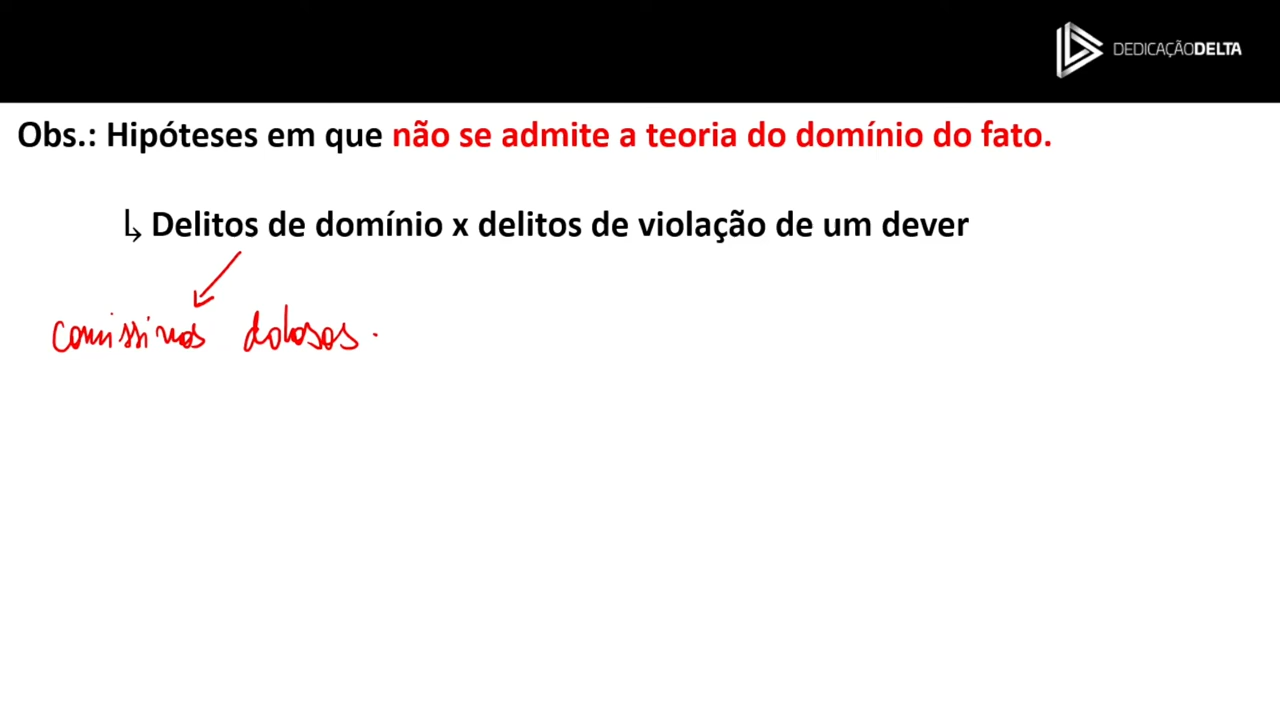 DEDICAÇÃODELTA
Obs.: Hipóteses em que não se admite a teoria do domínio do fato.
↳ Delitos de domínio x delitos de violação de um dever
comissivos dolosos.